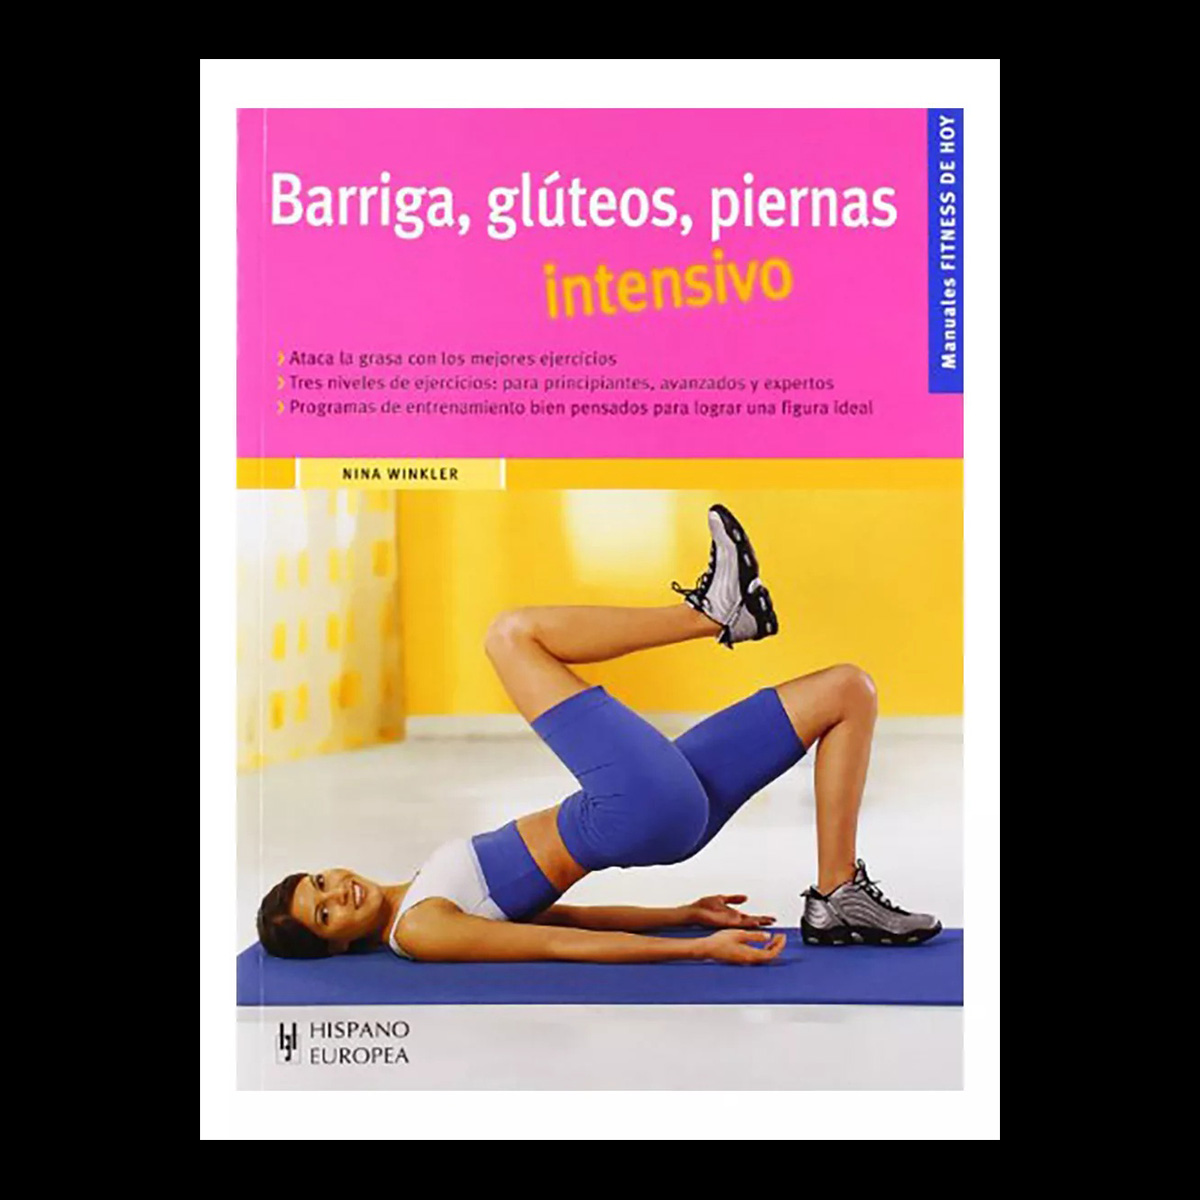 Barriga, glúteos, piernas
intensivo
› Ataca la grasa con los mejores ejercicios
› Tres niveles de ejercicios: para principiantes, avanzados y expertos
› Programas de entrenamiento bien pensados para lograr una figura ideal
Manuales FITNESS DE HOY
NINA WINKLER
HISPANO
EUROPEA